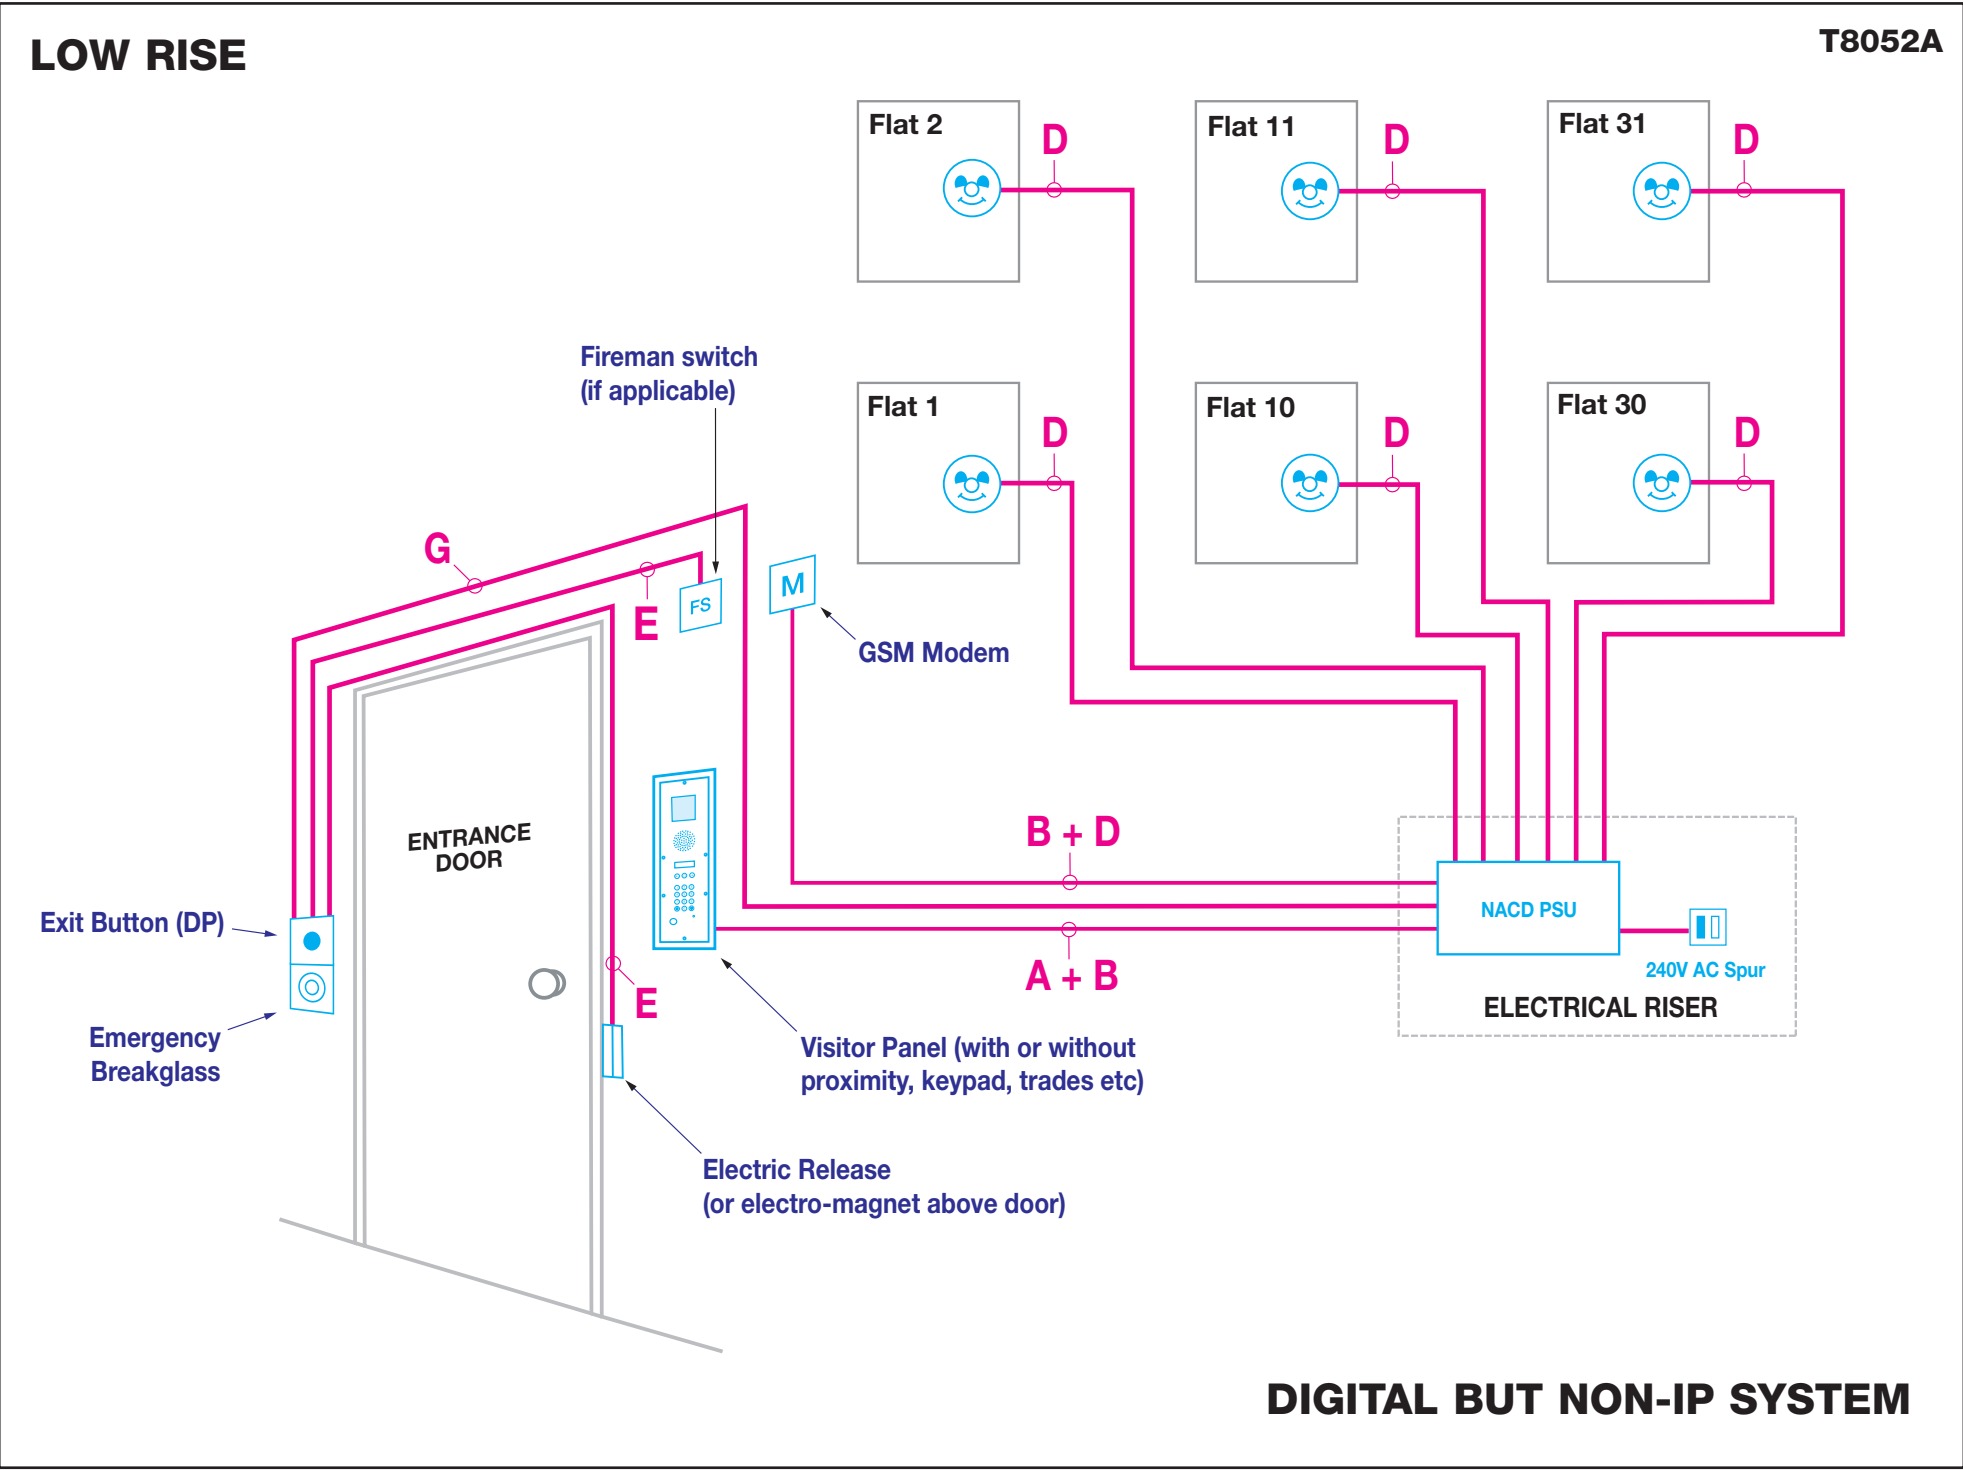 LOW RISE
T8052A
Flat 2
D
Flat 11
D
Flat 31
D
Fireman switch
(if applicable)
Flat 1
D
Flat 10
D
Flat 30
D
G
E
FS
M
GSM Modem
ENTRANCE
DOOR
B + D
NACD PSU
240V AC Spur
ELECTRICAL RISER
A + B
Exit Button (DP)
E
Emergency
Breakglass
Visitor Panel (with or without
proximity, keypad, trades etc)
Electric Release
(or electro-magnet above door)
DIGITAL BUT NON-IP SYSTEM